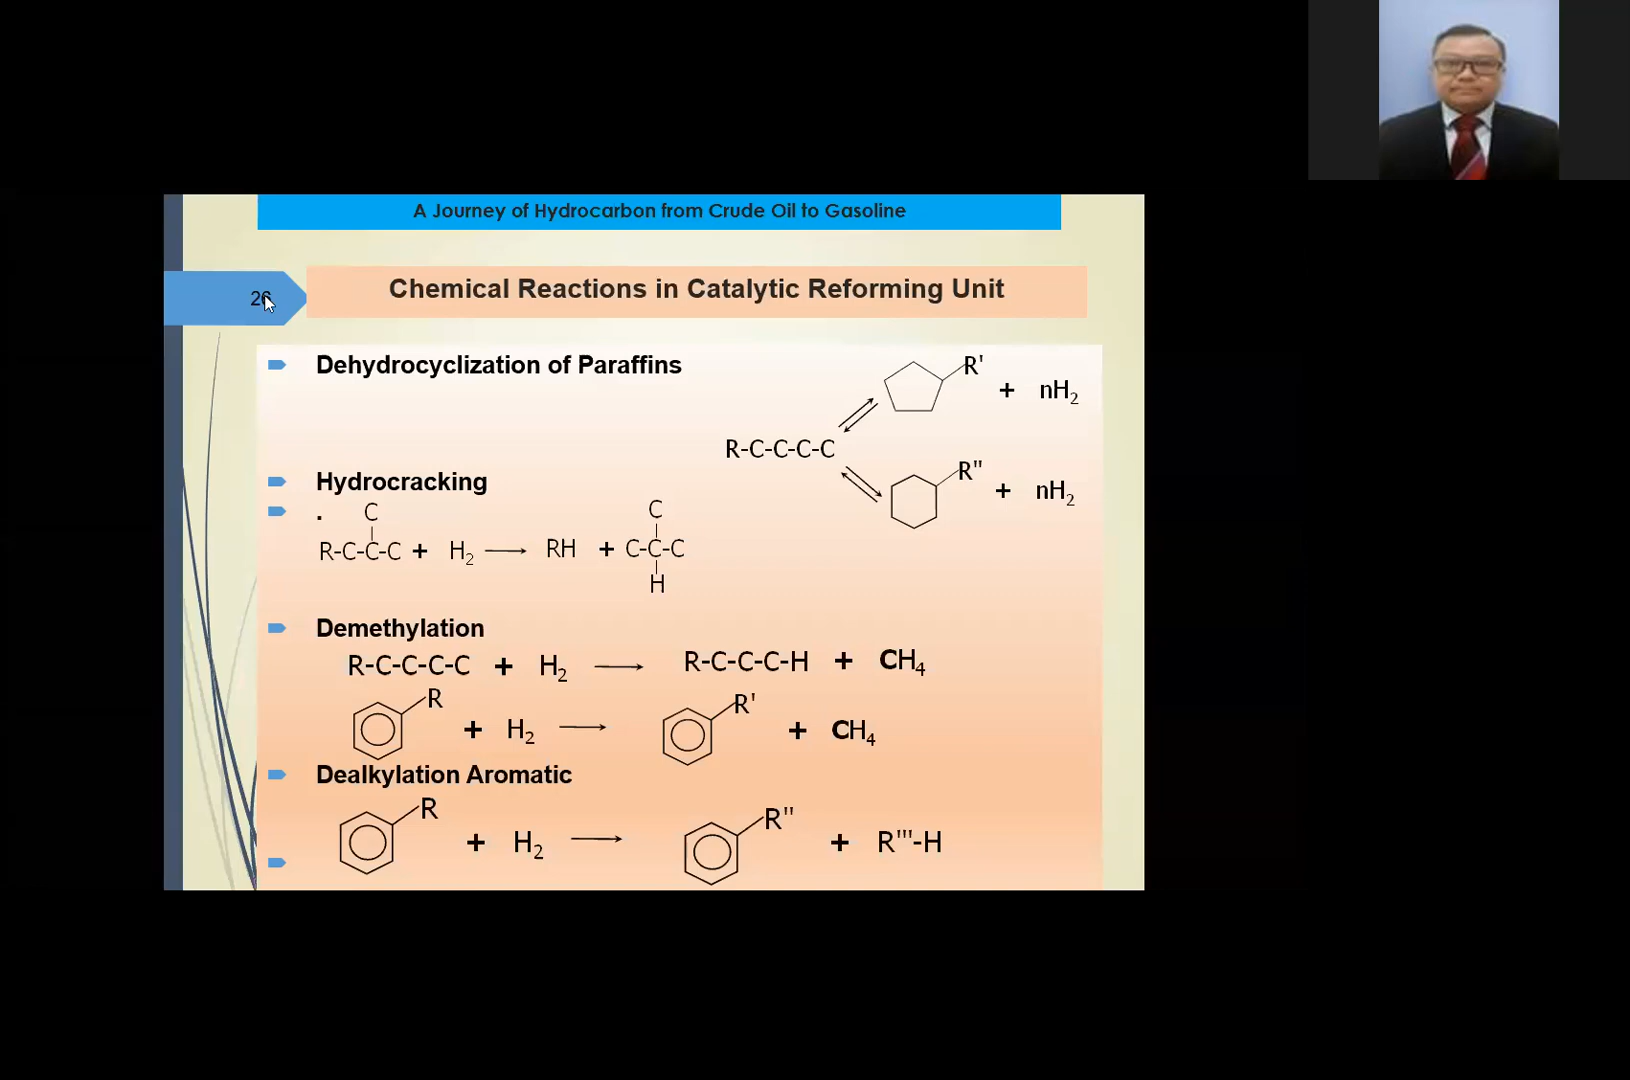 A Journey of Hydrocarbon from Crude Oil to Gasoline
26
Chemical Reactions in Catalytic Reforming Unit
Dehydrocyclization of Paraffins
R'
+ nH₂
R-C-C-C-C
R"
+ nH₂
Hydrocracking
.
C
R-C-C-C + H₂ ⟶ RH +
C
C-C-C
H
Demethylation
R-C-C-C-C + H₂ ⟶ R-C-C-C-H + CH₄
R + H₂ ⟶ R' + CH₄
Dealkylation Aromatic
R + H₂ ⟶ R" + R"'-H